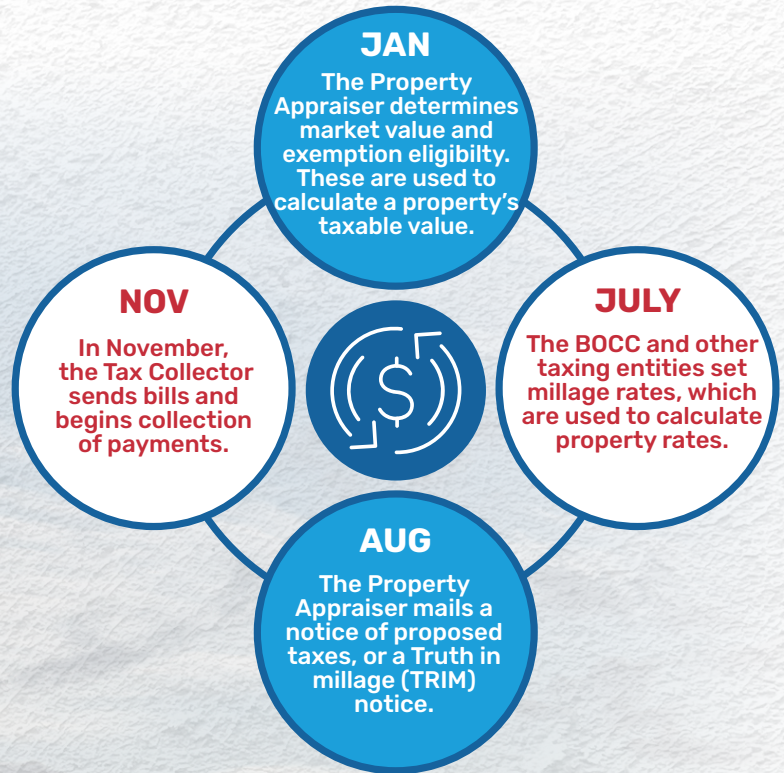 JAN
The Property
Appraiser determines
market value and
exemption eligibilty.
These are used to
calculate a property's
taxable value.
NOV
In November,
the Tax Collector
sends bills and
begins collection
of payments.
$
JULY
The BOCC and other
taxing entities set
millage rates, which
are used to calculate
property rates.
AUG
The Property
Appraiser mails a
notice of proposed
taxes, or a Truth in
millage (TRIM)
notice.